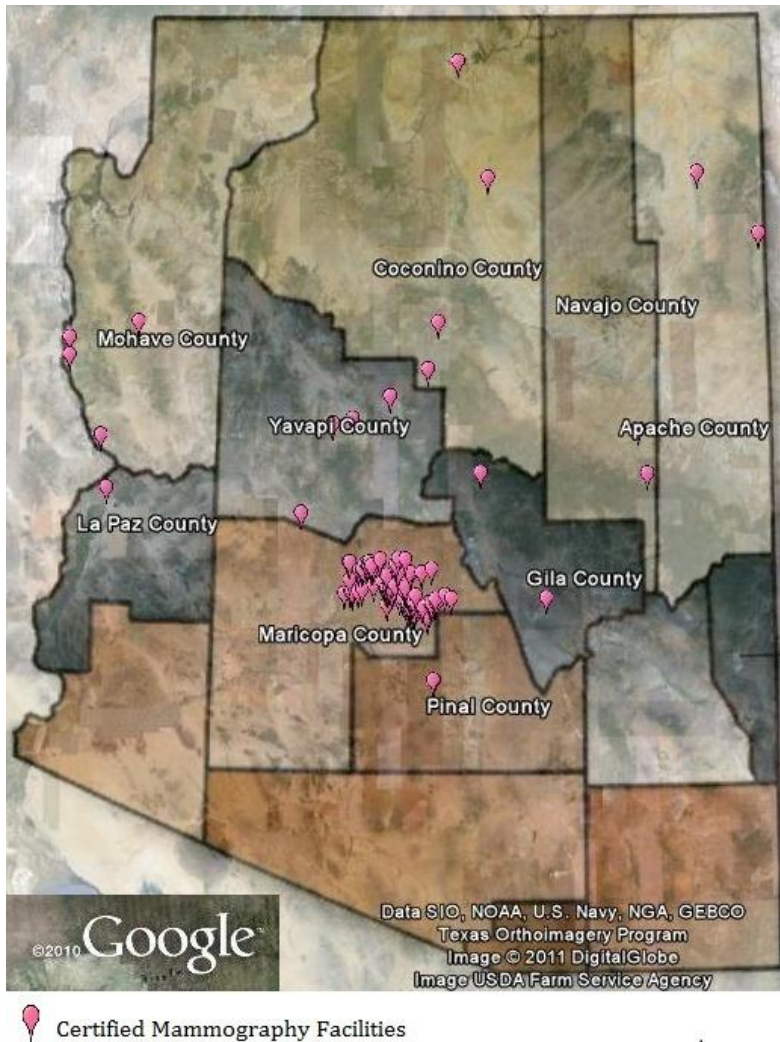 Coconino County
Navajo County
Mohave County
Yavapi County
Apache County
La Paz County
Gila County
Maricopa County
Pinal County
©2010 Google™
Data SIO, NOAA, U.S. Navy, NGA, GEBCO
Texas Orthoimagery Program
Image © 2011 DigitalGlobe
Image USDA Farm Service Agency
Certified Mammography Facilities